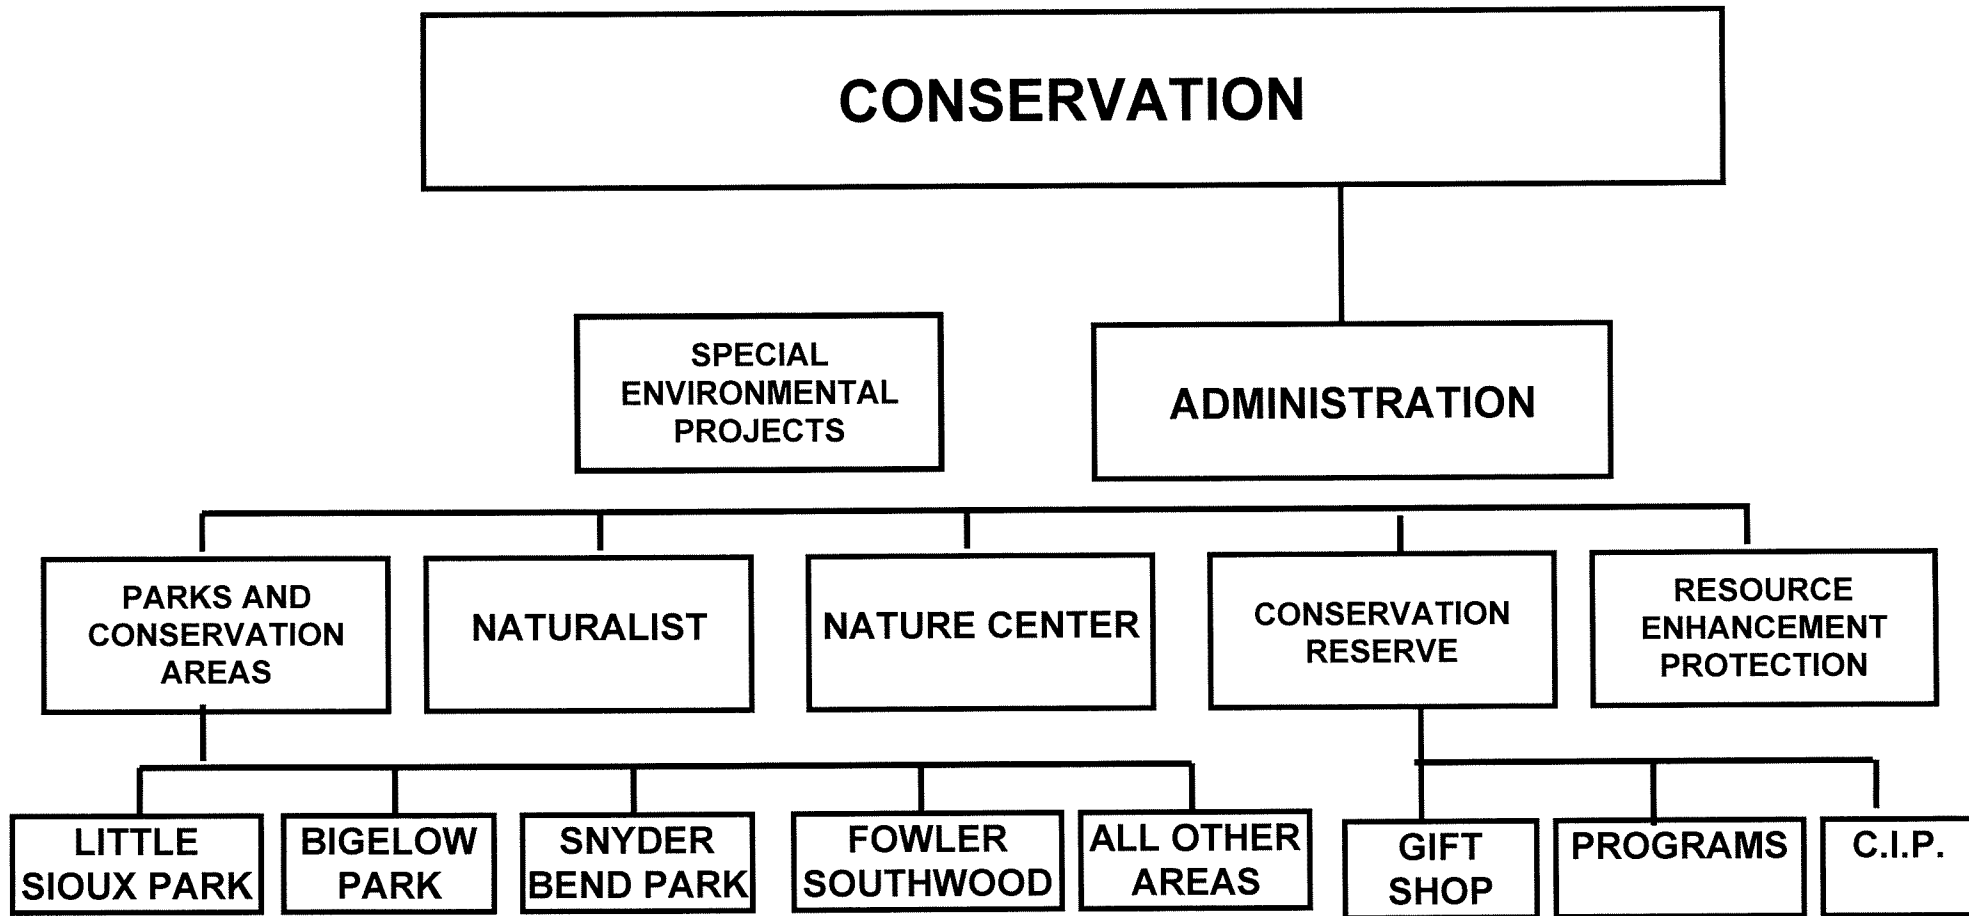 CONSERVATION
SPECIAL
ENVIRONMENTAL
PROJECTS
ADMINISTRATION
PARKS AND
CONSERVATION
AREAS
NATURALIST
NATURE CENTER
CONSERVATION
RESERVE
RESOURCE
ENHANCEMENT
PROTECTION
LITTLE
SIOUX PARK
BIGELOW
PARK
SNYDER
BEND PARK
FOWLER
SOUTHWOOD
ALL OTHER
AREAS
GIFT
SHOP
PROGRAMS
C.I.P.